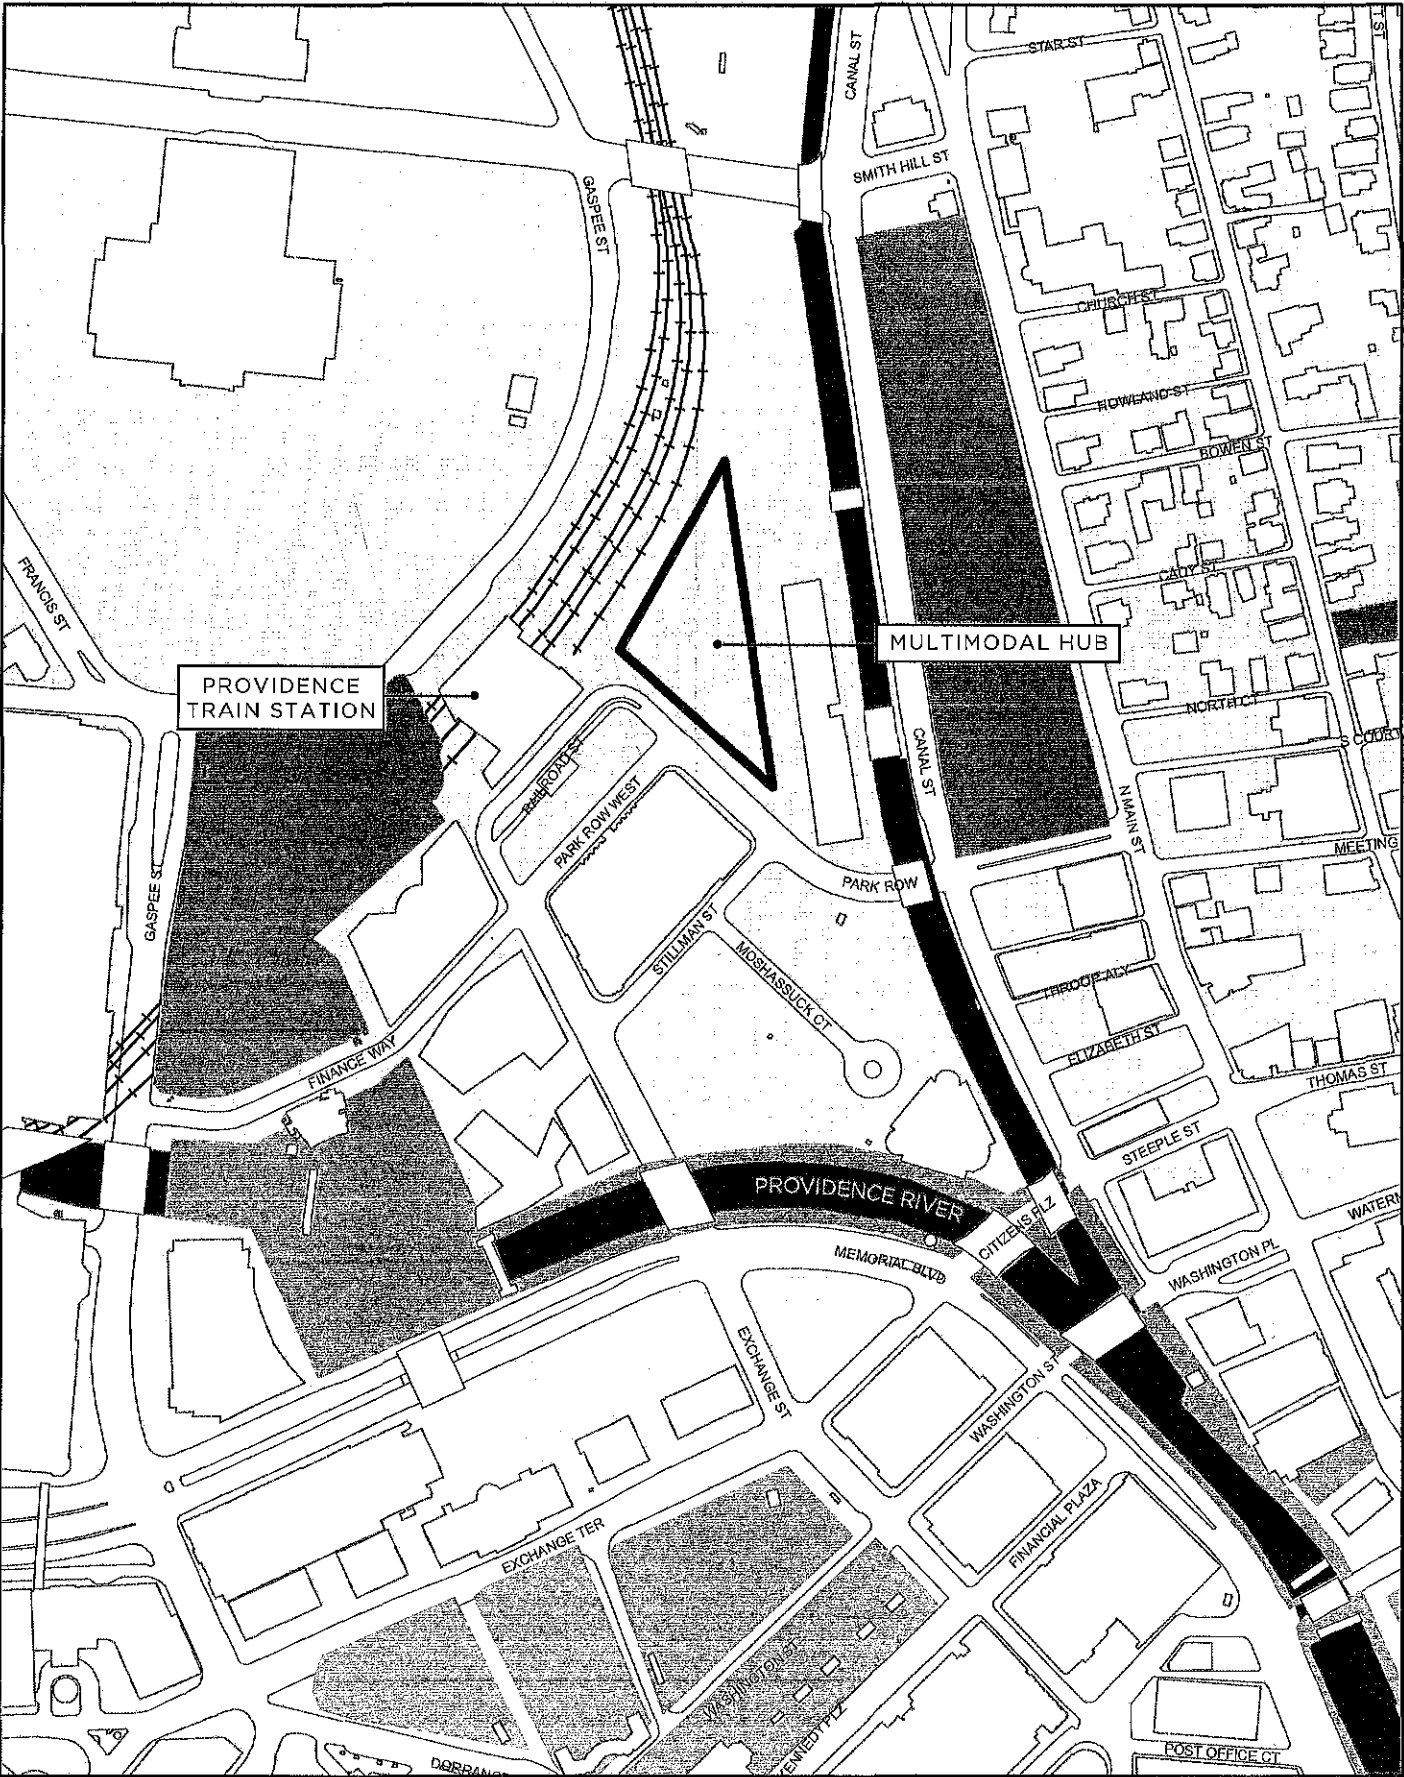 STAR ST
CANAL ST
SMITH HILL ST
GASPEE ST
CHURCH ST
HOWLAND ST
BOWEN ST
FRANCIS ST
CADY ST
MULTIMODAL HUB
PROVIDENCE
TRAIN STATION
NORTH CT
S COURT
RAILROAD ST
CANAL ST
PARK ROW WEST
N MAIN ST
MEETING
PARK ROW
GASPEE ST
STILLMAN ST
MOSHASSUCK CT
THROOP ALY
ELIZABETH ST
FINANCE WAY
THOMAS ST
STEEPLE ST
PROVIDENCE RIVER
CITIZENS PLZ
WATERM
MEMORIAL BLVD
WASHINGTON PL
EXCHANGE ST
WASHINGTON ST
FINANCIAL PLAZA
EXCHANGE TER
WASHINGTON ST
KENNEDY PLZ
DORRANC
POST OFFICE CT